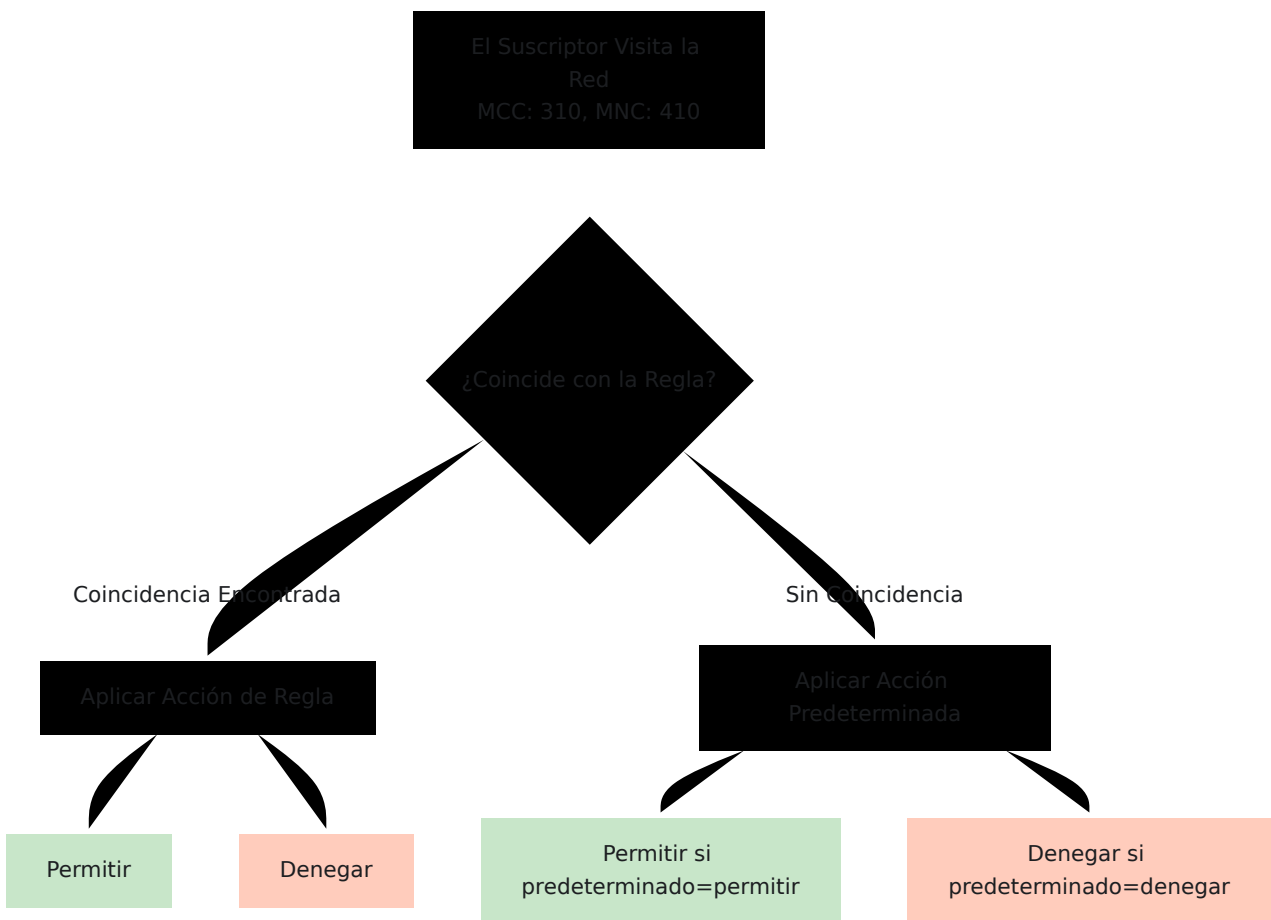 El Suscriptor Visita la
Red
MCC: 310, MNC: 410
¿Coincide con la Regla?
Coincidencia Encontrada
Sin Coincidencia
Aplicar Acción de Regla
Aplicar Acción
Predeterminada
Permitir
Denegar
Permitir si
predeterminado=permitir
Denegar si
predeterminado=denegar